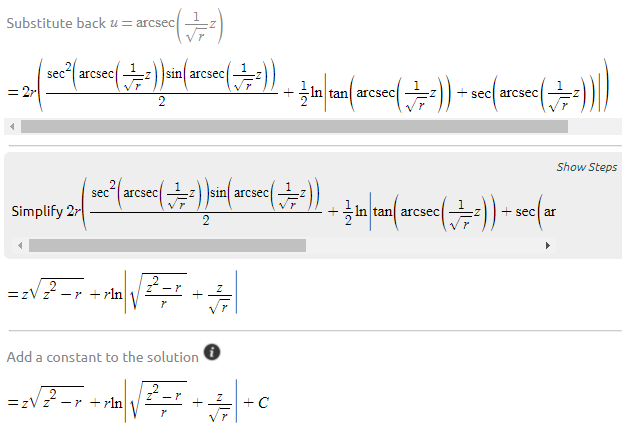 Substitute back u = arcsec(1/√r z)
= 2r( sec²(arcsec(1/√r z))sin(arcsec(1/√r z))/2 + 1/2 ln|tan(arcsec(1/√r z)) + sec(arcsec(1/√r z))| )
Show Steps
Simplify 2r( sec²(arcsec(1/√r z))sin(arcsec(1/√r z))/2 + 1/2 ln|tan(arcsec(1/√r z)) + sec(ar
= z√(z² − r) + r ln|√((z² − r)/r) + z/√r|
Add a constant to the solution i
= z√(z² − r) + r ln|√((z² − r)/r) + z/√r| + C